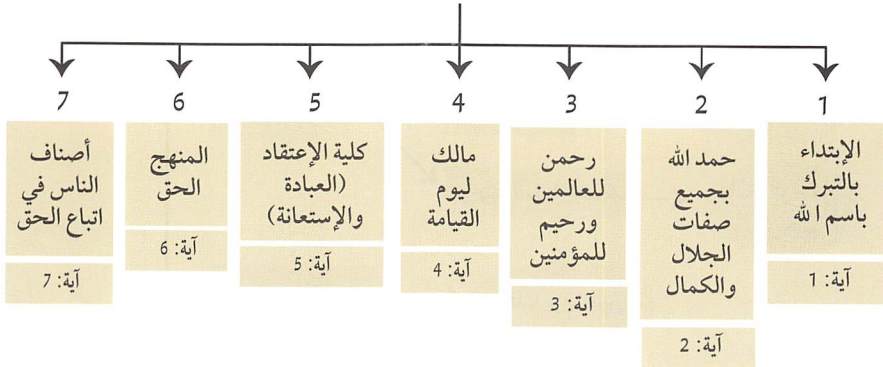 1
الإبتداء
بالتبرك
باسم الله
آية: 1
2
حمد الله
بجميع
صفات
الجلال
والكمال
آية: 2
3
رحمن
للعالمين
ورحيم
للمؤمنين
آية: 3
4
مالك
ليوم
القيامة
آية: 4
5
كلية الإعتقاد
(العبادة
والإستعانة)
آية: 5
6
المنهج
الحق
آية: 6
7
أصناف
الناس في
اتباع الحق
آية: 7